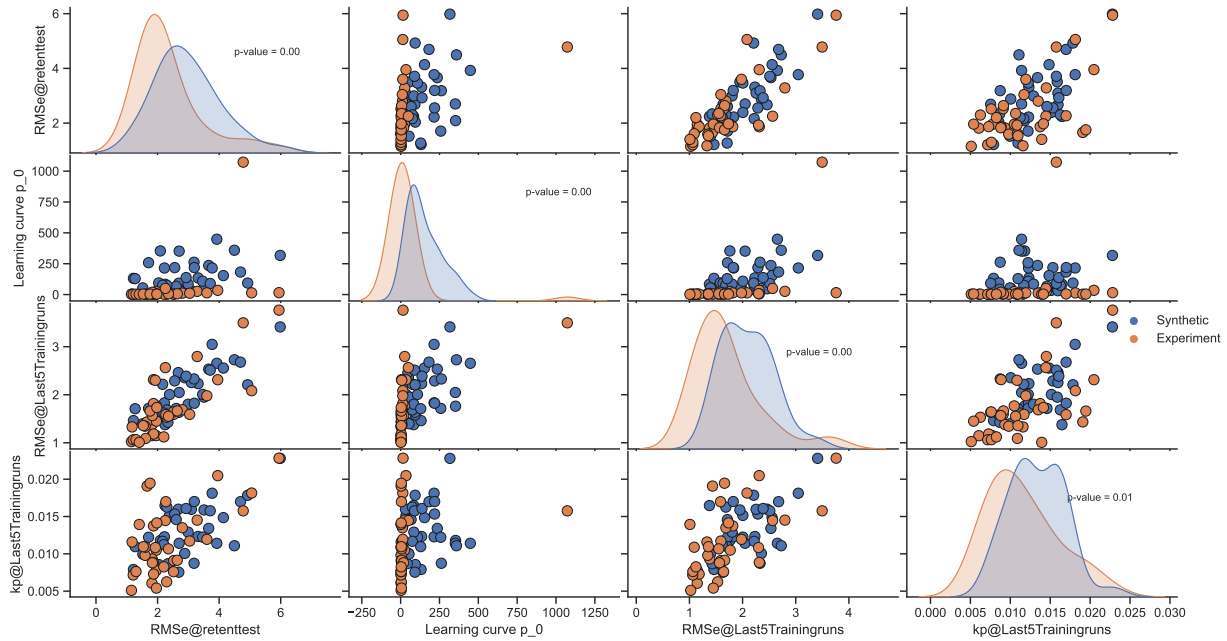 6
4
2
RMSe@retenttest
p-value = 0.00
1000
750
500
250
0
Learning curve p_0
p-value = 0.00
3
2
1
RMSe@Last5Trainingruns
p-value = 0.00
Synthetic
Experiment
0.020
0.015
0.010
0.005
kp@Last5Trainingruns
p-value = 0.01
0 2 4 6
−250 0 250 500 750 1000 1250
0 1 2 3 4
0.000 0.005 0.010 0.015 0.020 0.025 0.030
RMSe@retenttest
Learning curve p_0
RMSe@Last5Trainingruns
kp@Last5Trainingruns